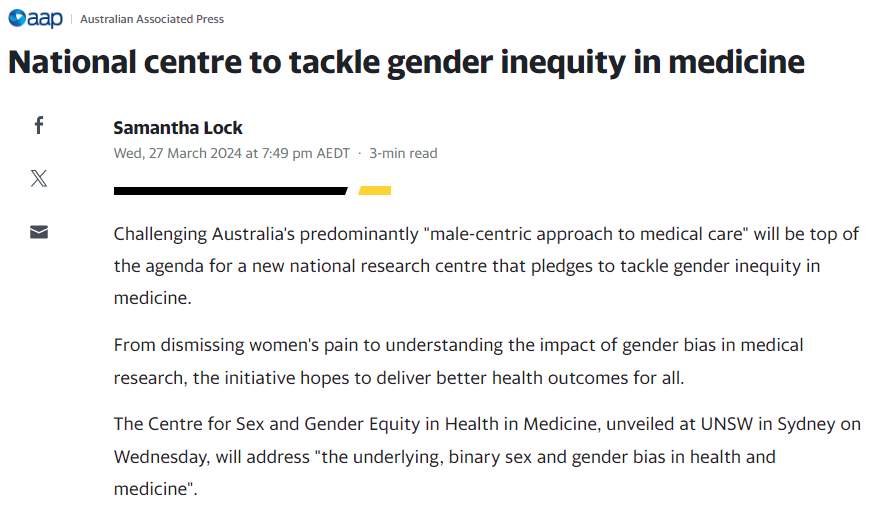 aap | Australian Associated Press
National centre to tackle gender inequity in medicine
Samantha Lock
Wed, 27 March 2024 at 7:49 pm AEDT · 3-min read
Challenging Australia's predominantly "male-centric approach to medical care" will be top of
the agenda for a new national research centre that pledges to tackle gender inequity in
medicine.
From dismissing women's pain to understanding the impact of gender bias in medical
research, the initiative hopes to deliver better health outcomes for all.
The Centre for Sex and Gender Equity in Health in Medicine, unveiled at UNSW in Sydney on
Wednesday, will address "the underlying, binary sex and gender bias in health and
medicine".